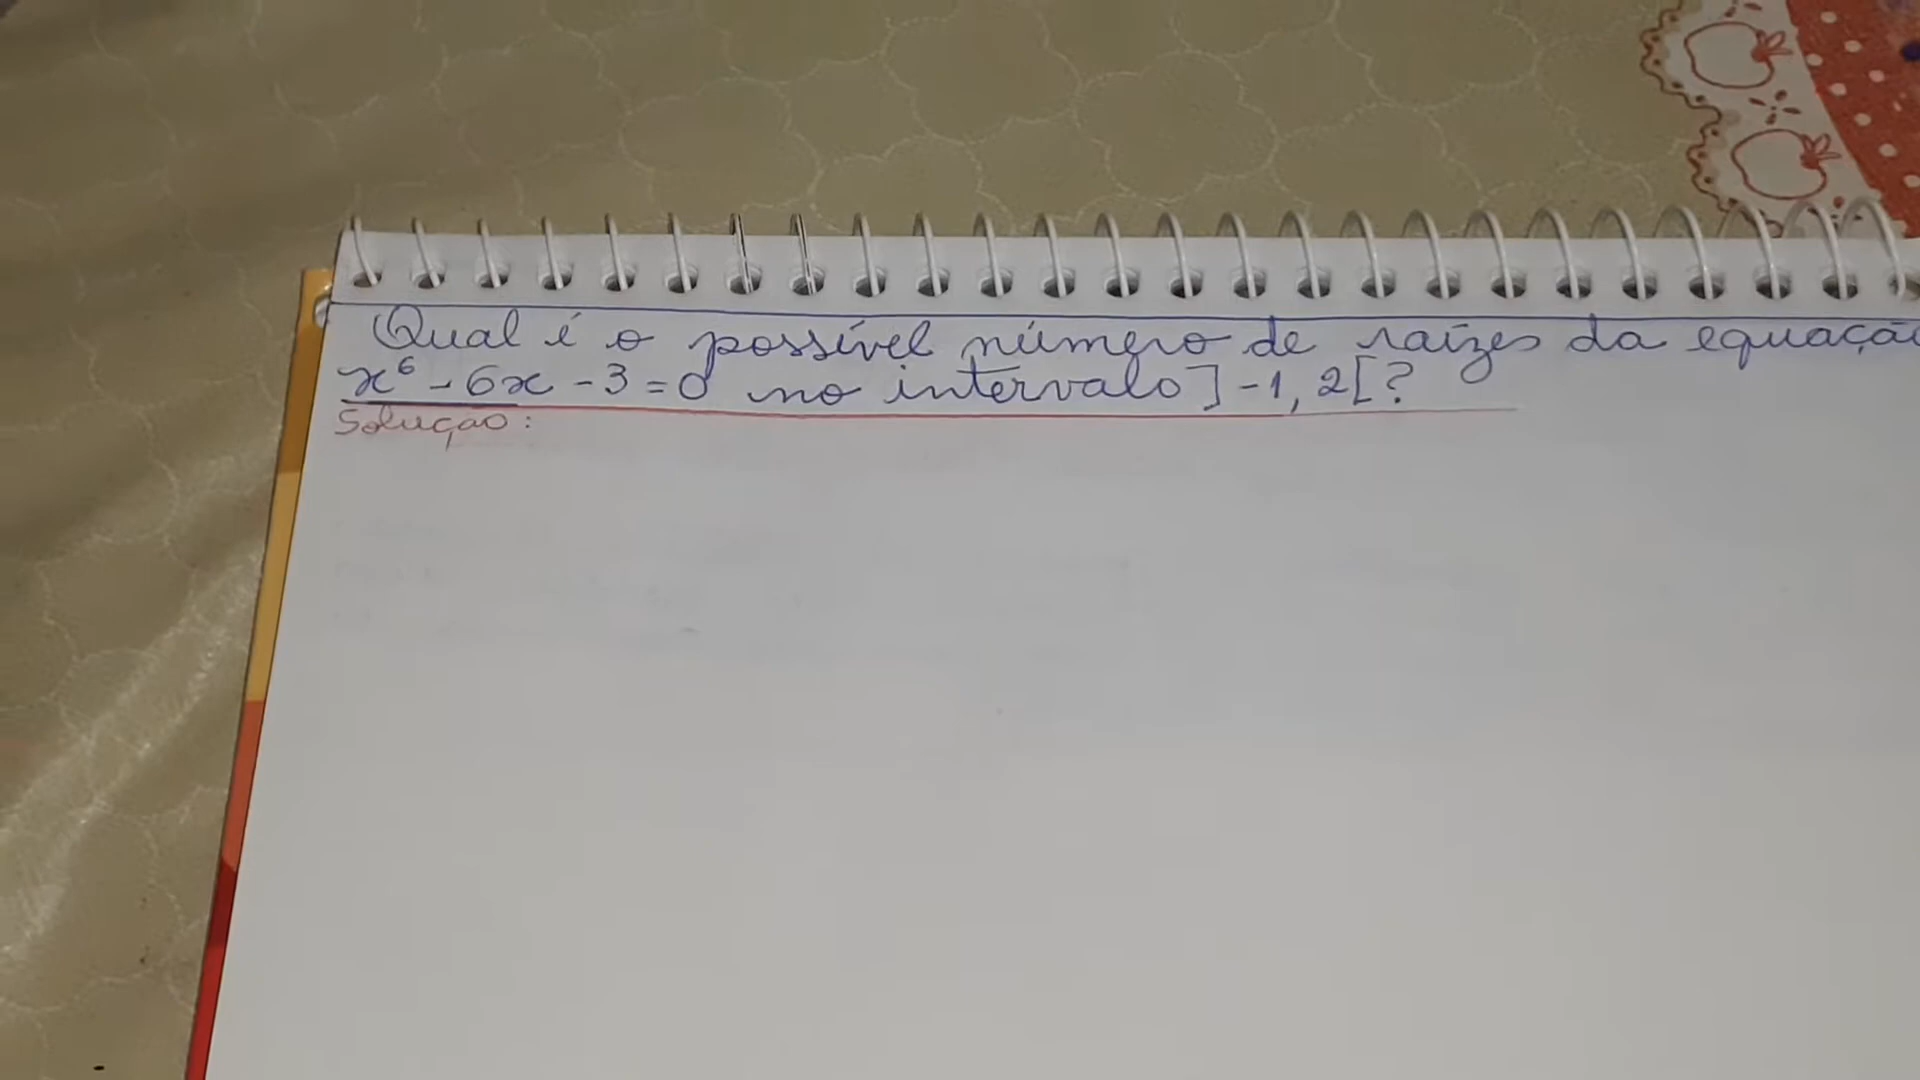 Qual é o possível número de raízes da equação
x⁶ - 6x - 3 = 0 no intervalo ] -1, 2[ ?
Solução: